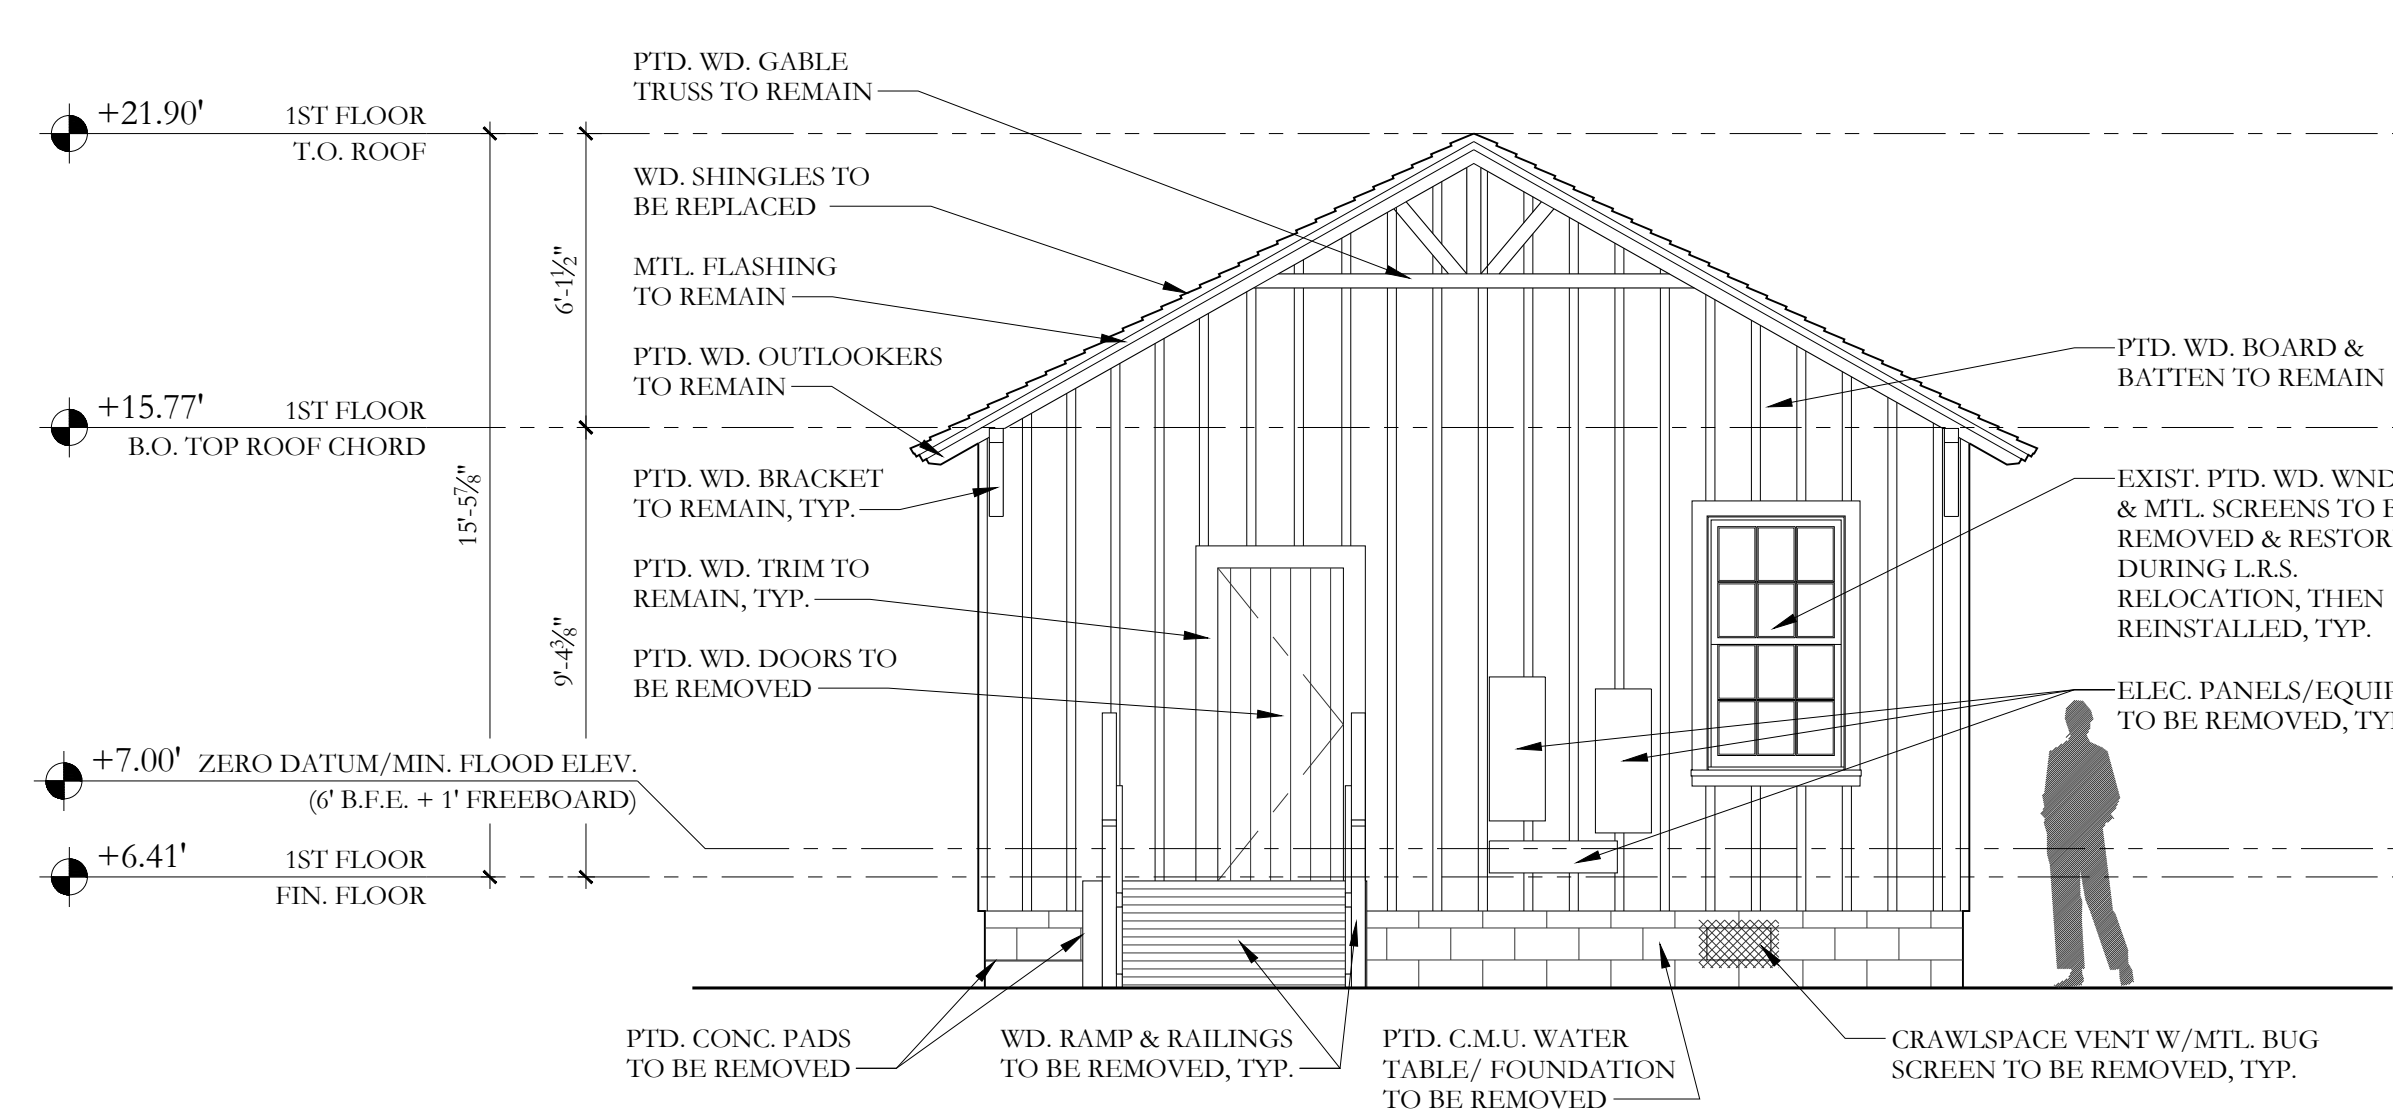 PTD. WD. GABLE
TRUSS TO REMAIN
+21.90' 1ST FLOOR
T.O. ROOF
WD. SHINGLES TO
BE REPLACED
6'-1½"
MTL. FLASHING
TO REMAIN
PTD. WD. OUTLOOKERS
TO REMAIN
+15.77' 1ST FLOOR
B.O. TOP ROOF CHORD
15'-5⅞"
PTD. WD. BRACKET
TO REMAIN, TYP.
PTD. WD. TRIM TO
REMAIN, TYP.
9'-4⅜"
PTD. WD. DOORS TO
BE REMOVED
+7.00' ZERO DATUM/MIN. FLOOD ELEV.
(6' B.F.E. + 1' FREEBOARD)
+6.41' 1ST FLOOR
FIN. FLOOR
PTD. WD. BOARD &
BATTEN TO REMAIN
EXIST. PTD. WD. WND
& MTL. SCREENS TO
REMOVED & RESTOR
DURING L.R.S.
RELOCATION, THEN
REINSTALLED, TYP.
ELEC. PANELS/EQUIP
TO BE REMOVED, TY
PTD. CONC. PADS
TO BE REMOVED
WD. RAMP & RAILINGS
TO BE REMOVED, TYP.
PTD. C.M.U. WATER
TABLE/ FOUNDATION
TO BE REMOVED
CRAWLSPACE VENT W/MTL. BUG
SCREEN TO BE REMOVED, TYP.